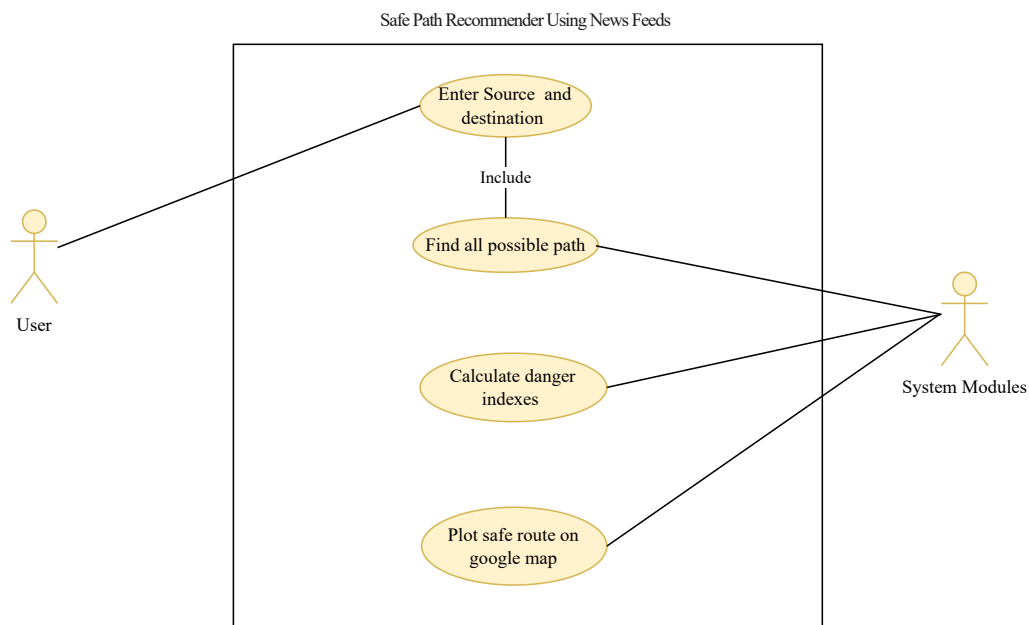 Safe Path Recommender Using News Feeds
Enter Source and
destination
Include
Find all possible path
User
Calculate danger
indexes
System Modules
Plot safe route on
google map